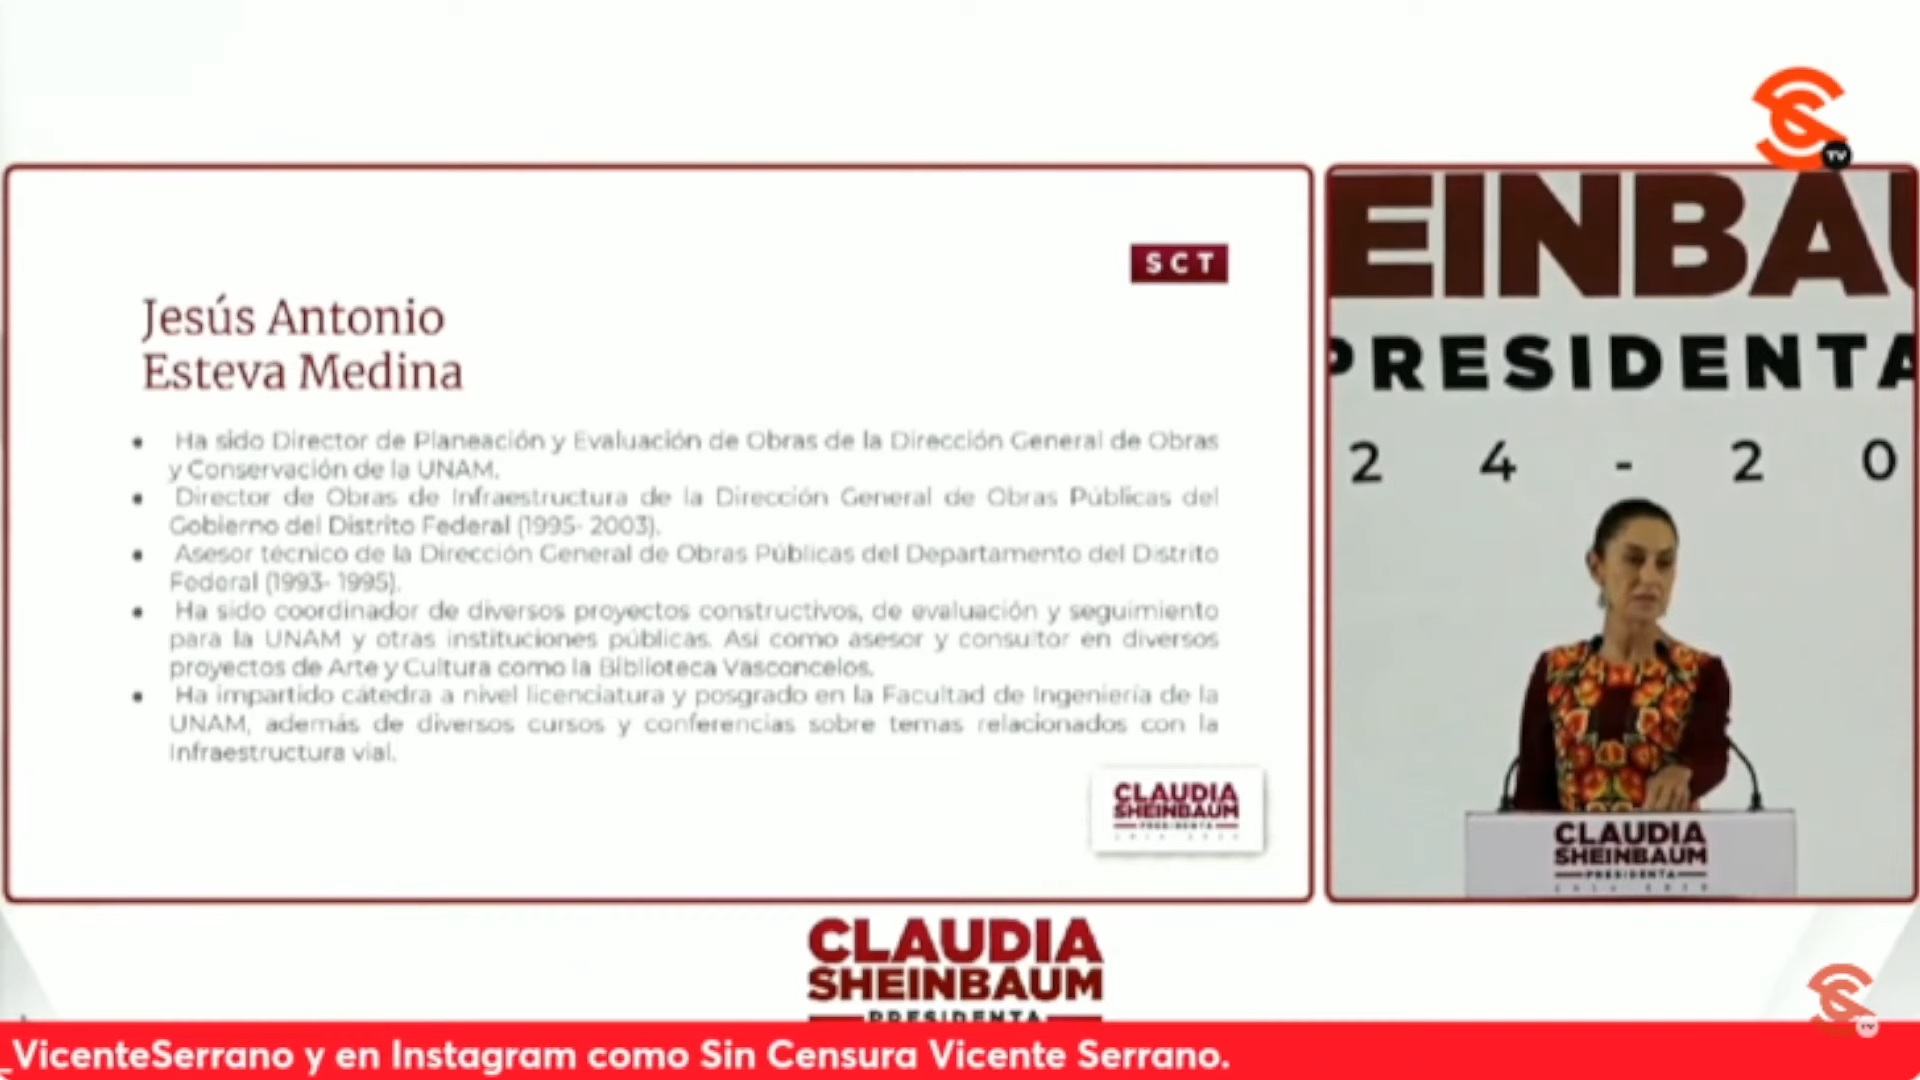 TV
SCT
Jesús Antonio
Esteva Medina
• Ha sido Director de Planeación y Evaluación de Obras de la Dirección General de Obras
y Conservación de la UNAM.
• Director de Obras de Infraestructura de la Dirección General de Obras Públicas del
Gobierno del Distrito Federal (1995- 2003).
• Asesor técnico de la Dirección General de Obras Públicas del Departamento del Distrito
Federal (1993- 1995).
• Ha sido coordinador de diversos proyectos constructivos, de evaluación y seguimiento
para la UNAM y otras instituciones públicas. Así como asesor y consultor en diversos
proyectos de Arte y Cultura como la Biblioteca Vasconcelos.
• Ha impartido cátedra a nivel licenciatura y posgrado en la Facultad de Ingeniería de la
UNAM, además de diversos cursos y conferencias sobre temas relacionados con la
Infraestructura vial.
CLAUDIA
SHEINBAUM
PRESIDENTA
EINBAU
PRESIDENTA
24-20
CLAUDIA
SHEINBAUM
PRESIDENTA
CLAUDIA
SHEINBAUM
PRESIDENTA
TV
_VicenteSerrano y en Instagram como Sin Censura Vicente Serrano.